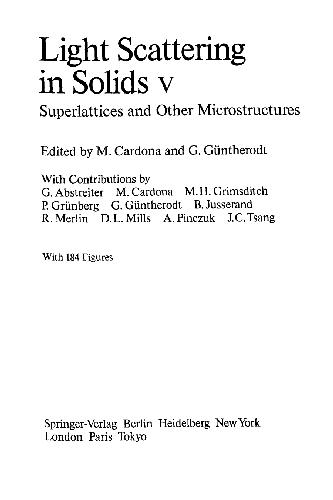 Light Scattering
in Solids V
Superlattices and Other Microstructures
Edited by M. Cardona and G. Güntherodt
With Contributions by
G. Abstreiter M. Cardona M. H. Grimsditch
P. Grünberg G. Güntherodt B. Jusserand
R. Merlin D. L. Mills A. Pinczuk J. C. Tsang
With 184 Figures
Springer-Verlag Berlin Heidelberg New York
London Paris Tokyo